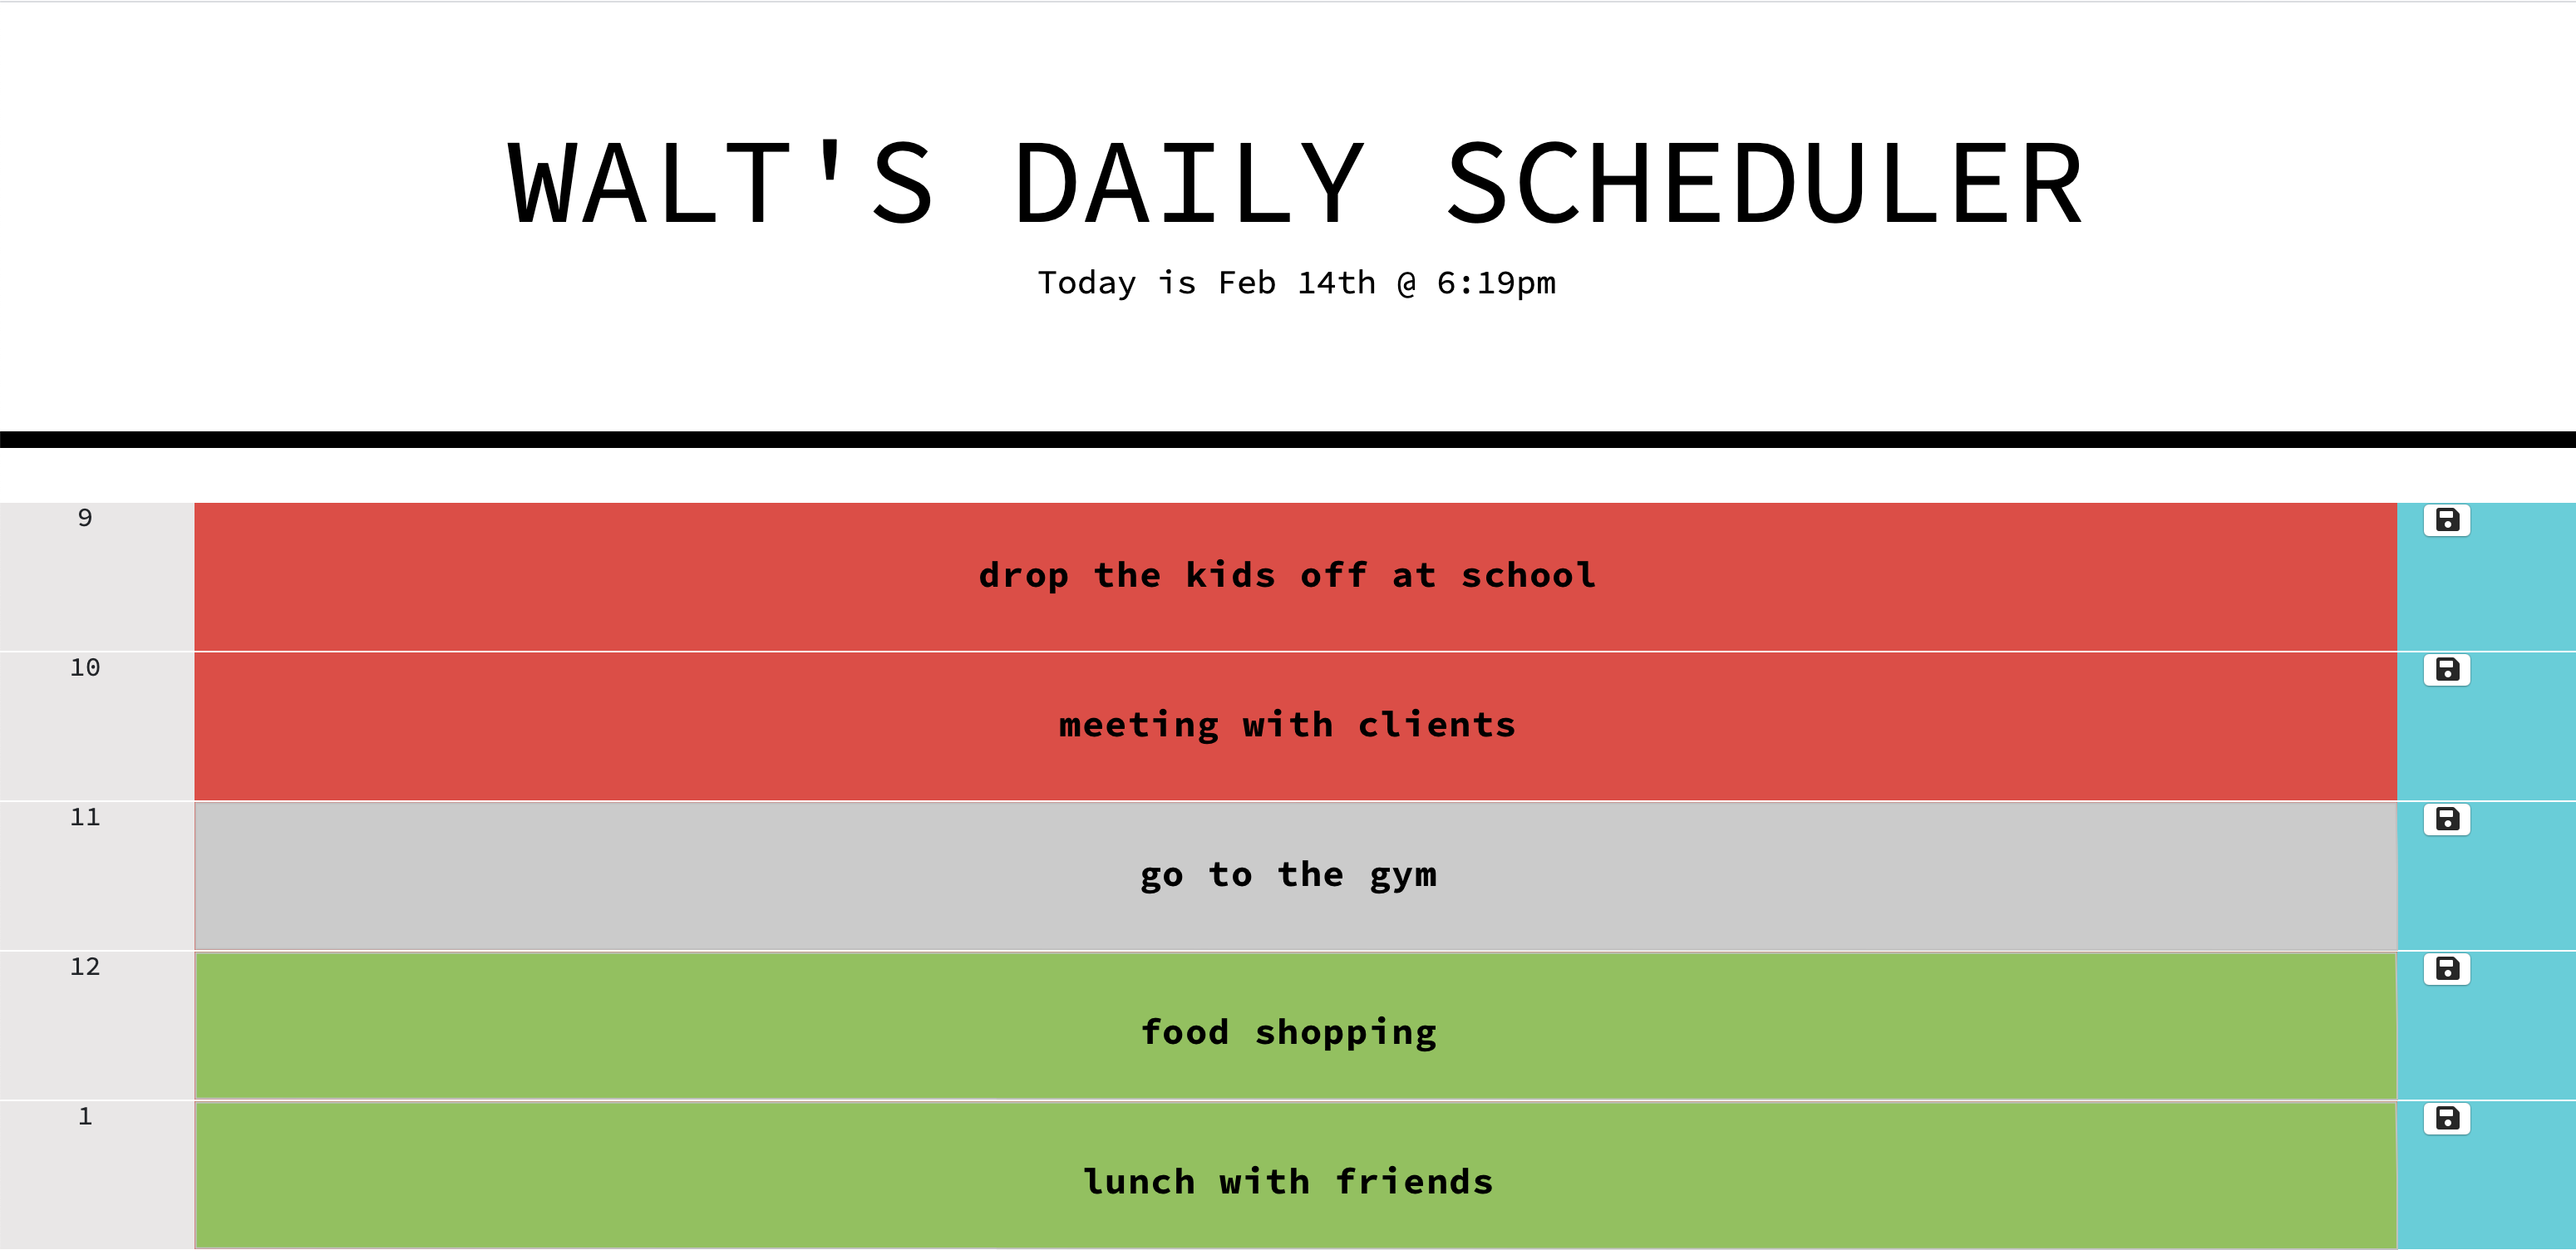 WALT'S DAILY SCHEDULER
Today is Feb 14th @ 6:19pm
9
drop the kids off at school
10
meeting with clients
11
go to the gym
12
food shopping
1
lunch with friends